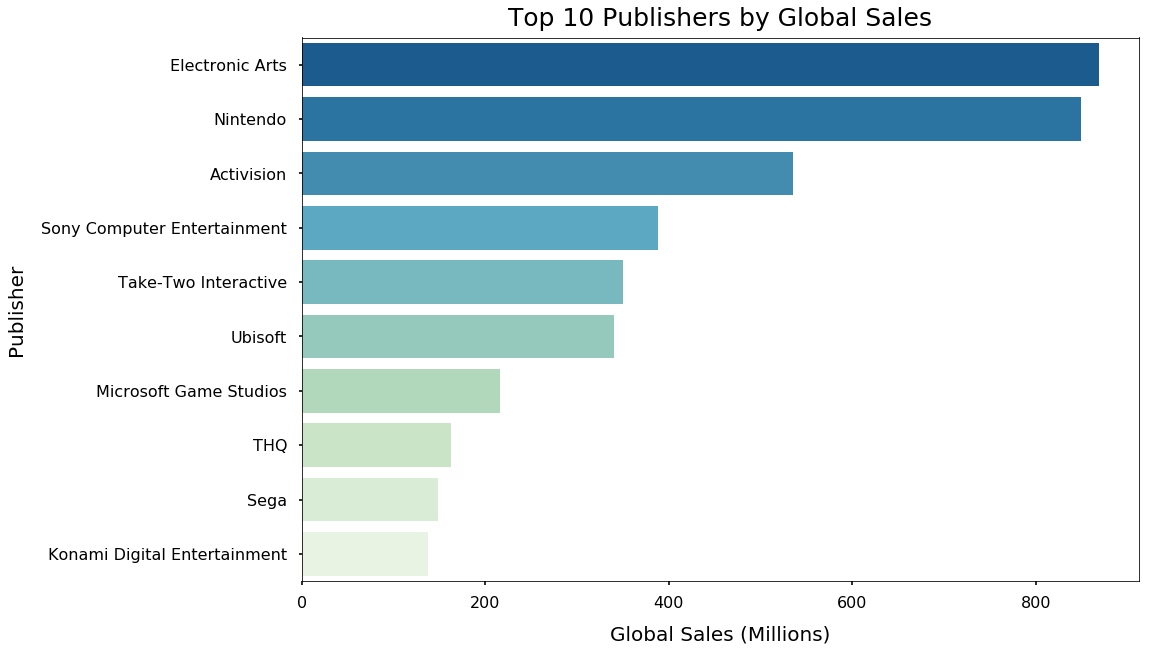 Top 10 Publishers by Global Sales
Publisher
Electronic Arts
Nintendo
Activision
Sony Computer Entertainment
Take-Two Interactive
Ubisoft
Microsoft Game Studios
THQ
Sega
Konami Digital Entertainment
0 200 400 600 800
Global Sales (Millions)